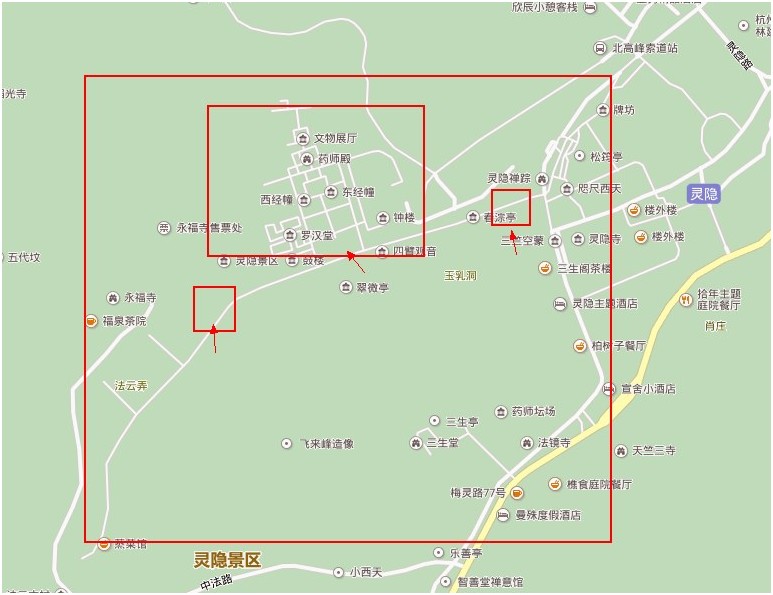 欣辰小憩客栈
北高峰索道站
灵隐路
牌坊
文物展厅
药师殿
松筠亭
灵隐禅踪
咫尺西天
灵隐
西经幢
东经幢
钟楼
春淙亭
楼外楼
永福寺售票处
罗汉堂
三竺空蒙
灵隐寺
楼外楼
五代坟
灵隐景区
鼓楼
四臂观音
玉乳洞
三生阁茶楼
翠微亭
永福寺
灵隐主题酒店
拾年主题
庭院餐厅
福泉茶院
肖庄
柏树子餐厅
法云弄
宣舍小酒店
药师坛场
三生亭
飞来峰造像
三生堂
法镜寺
天竺三寺
梅灵路77号
樵食庭院餐厅
曼殊度假酒店
蒸菜馆
灵隐景区
乐善亭
小西天
中法路
智善堂禅意馆